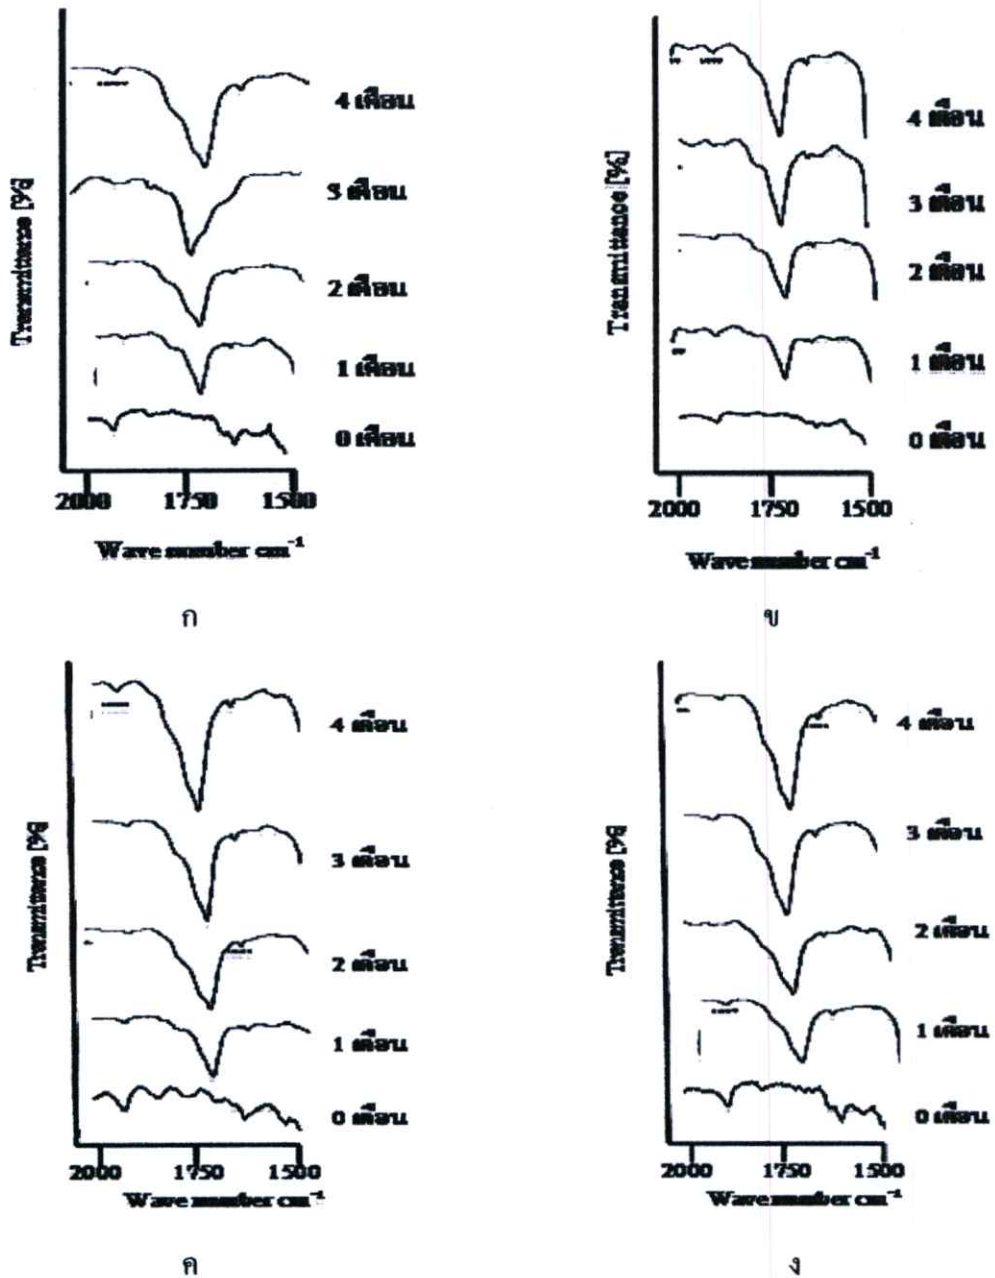 Transmittance [%]
4 เดือน
3 เดือน
2 เดือน
1 เดือน
0 เดือน
2000 1750 1500
Wave number cm-1
ก
Transmittance [%]
4 เดือน
3 เดือน
2 เดือน
1 เดือน
0 เดือน
2000 1750 1500
Wave number cm-1
ข
Transmittance [%]
4 เดือน
3 เดือน
2 เดือน
1 เดือน
0 เดือน
2000 1750 1500
Wave number cm-1
ค
Transmittance [%]
4 เดือน
3 เดือน
2 เดือน
1 เดือน
0 เดือน
2000 1750 1500
Wave number cm-1
ง